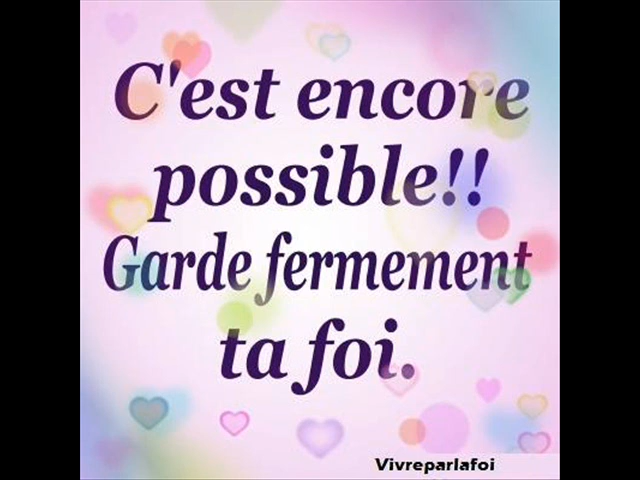 C'est encore
possible!!
Garde fermement
ta foi.
Vivreparlafoi